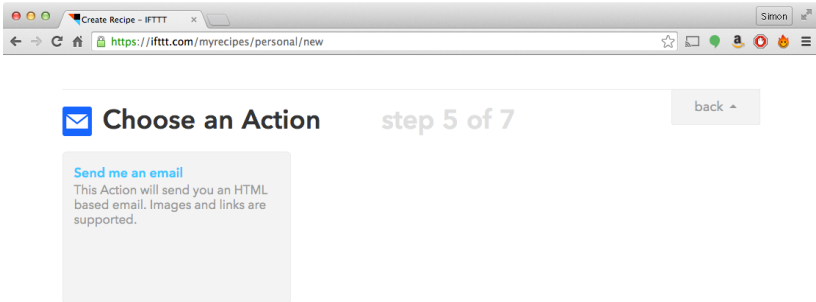 Create Recipe - IFTTT
Simon
https://ifttt.com/myrecipes/personal/new
back
Choose an Action step 5 of 7
Send me an email
This Action will send you an HTML
based email. Images and links are
supported.